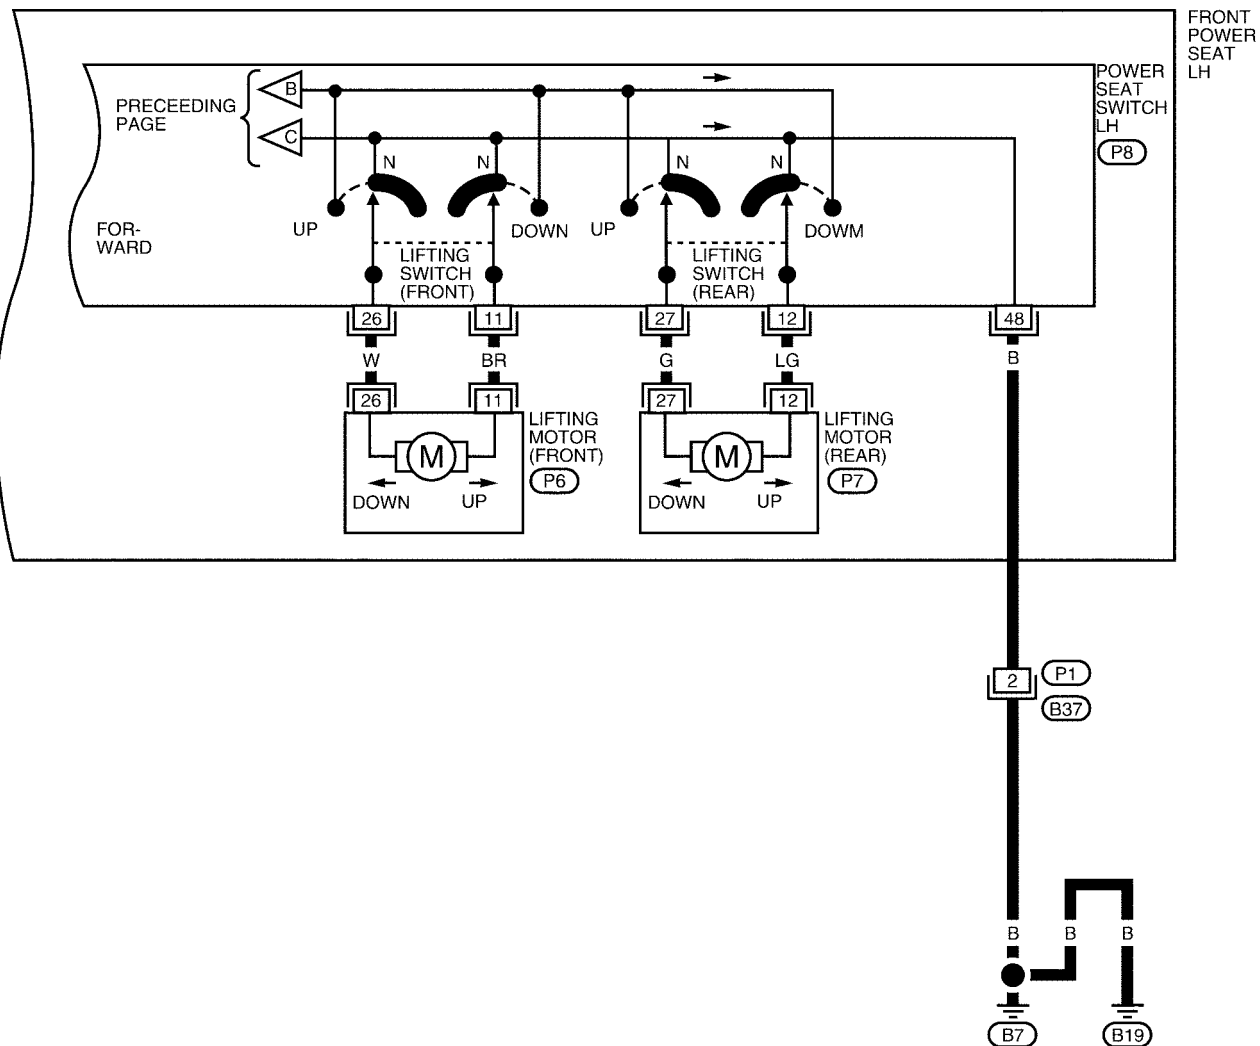 FRONT
POWER
SEAT
LH
POWER
SEAT
SWITCH
LH
P8
PRECEEDING
PAGE
B
C
N
N
N
N
UP
DOWN
UP
DOWM
FOR-
WARD
LIFTING
SWITCH
(FRONT)
LIFTING
SWITCH
(REAR)
26
11
27
12
48
W
BR
G
LG
B
26
11
27
12
LIFTING
MOTOR
(FRONT)
P6
LIFTING
MOTOR
(REAR)
P7
M
M
DOWN
UP
DOWN
UP
2
P1
B37
B
B
B
B7
B19